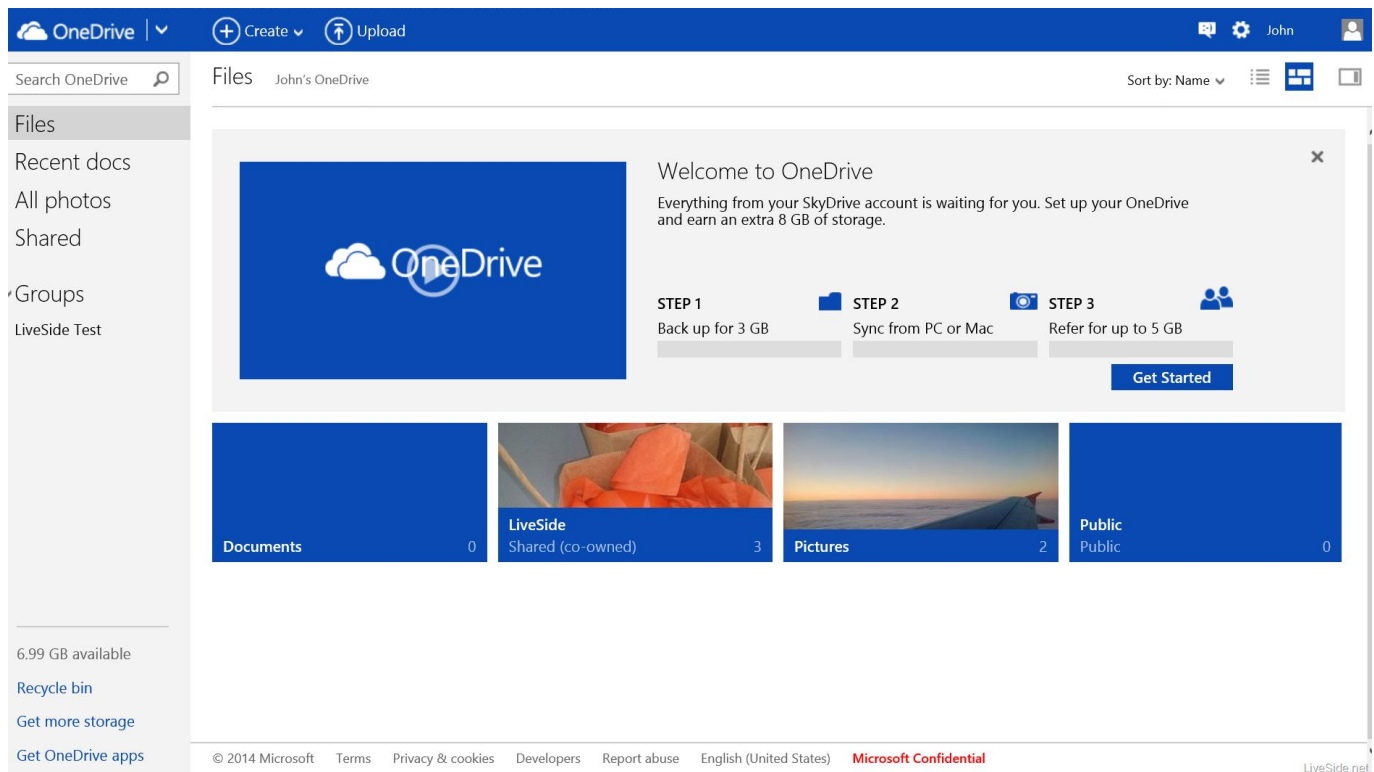 OneDrive
Create
Upload
John
Search OneDrive
Files
John's OneDrive
Sort by: Name
Files
Recent docs
All photos
Shared
Groups
LiveSide Test
6.99 GB available
Recycle bin
Get more storage
Get OneDrive apps
OneDrive
Welcome to OneDrive
Everything from your SkyDrive account is waiting for you. Set up your OneDrive
and earn an extra 8 GB of storage.
STEP 1
Back up for 3 GB
STEP 2
Sync from PC or Mac
STEP 3
Refer for up to 5 GB
Get Started
Documents 0
LiveSide
Shared (co-owned) 3
Pictures 2
Public
Public 0
© 2014 Microsoft Terms Privacy & cookies Developers Report abuse English (United States) Microsoft Confidential
LiveSide.net